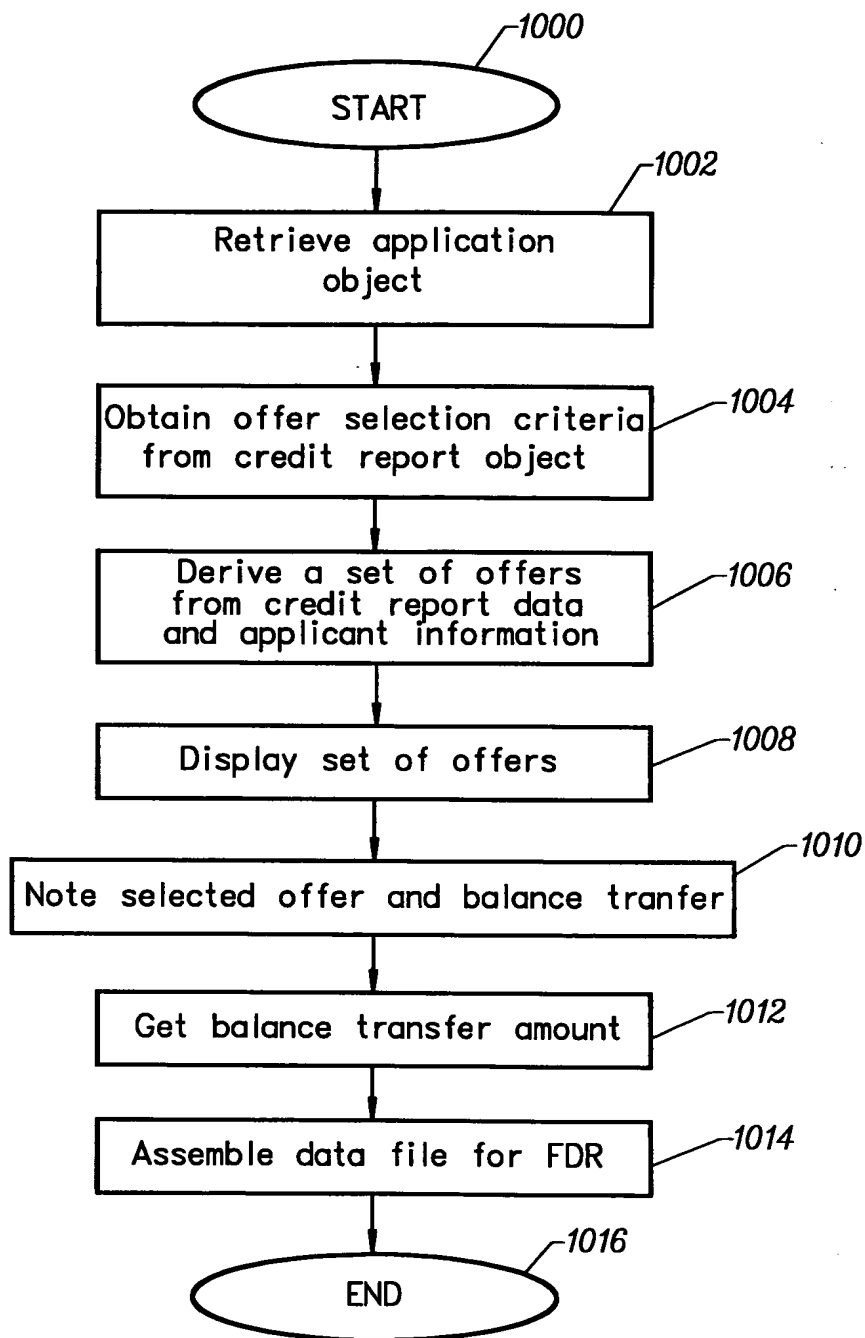 1000
START
1002
Retrieve application
object
1004
Obtain offer selection criteria
from credit report object
1006
Derive a set of offers
from credit report data
and applicant information
1008
Display set of offers
1010
Note selected offer and balance tranfer
1012
Get balance transfer amount
1014
Assemble data file for FDR
1016
END